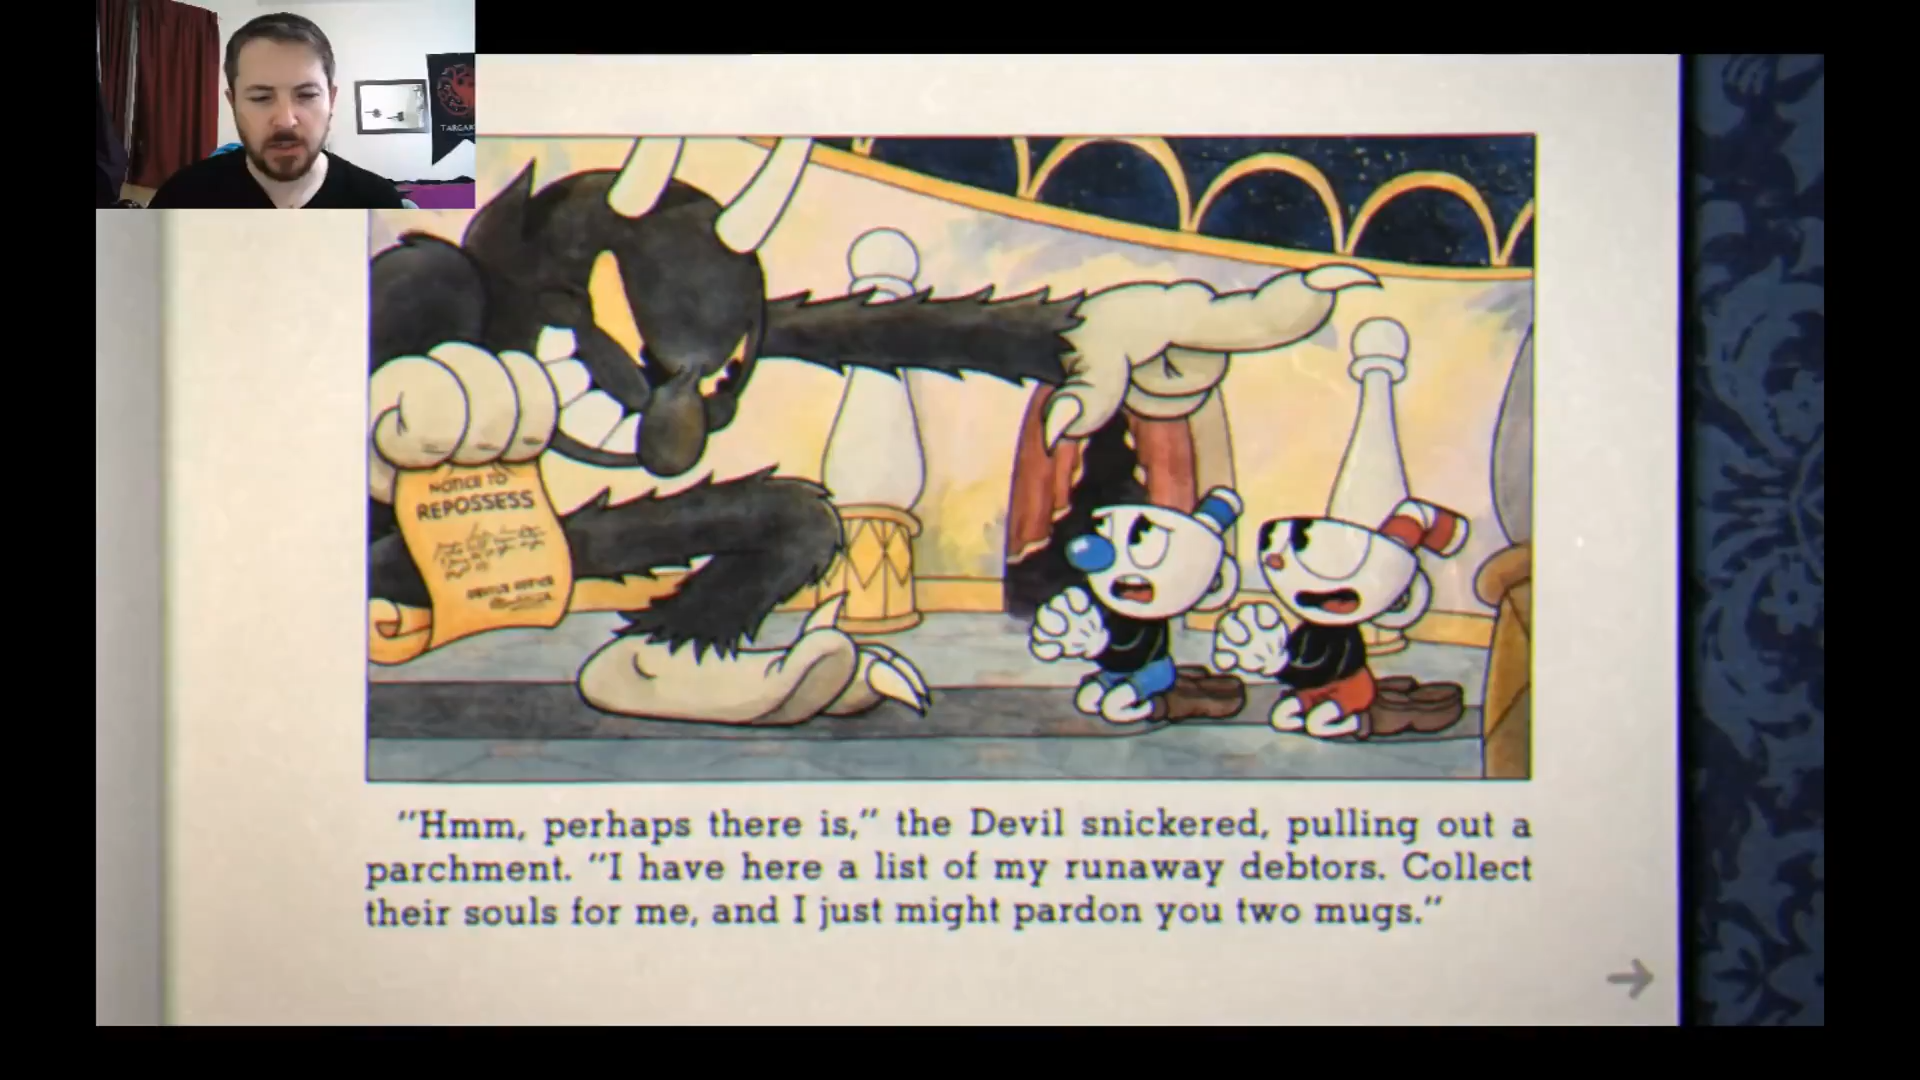 TARGAR
NOTICE TO
REPOSSESS
“Hmm, perhaps there is,” the Devil snickered, pulling out a
parchment. “I have here a list of my runaway debtors. Collect
their souls for me, and I just might pardon you two mugs.”